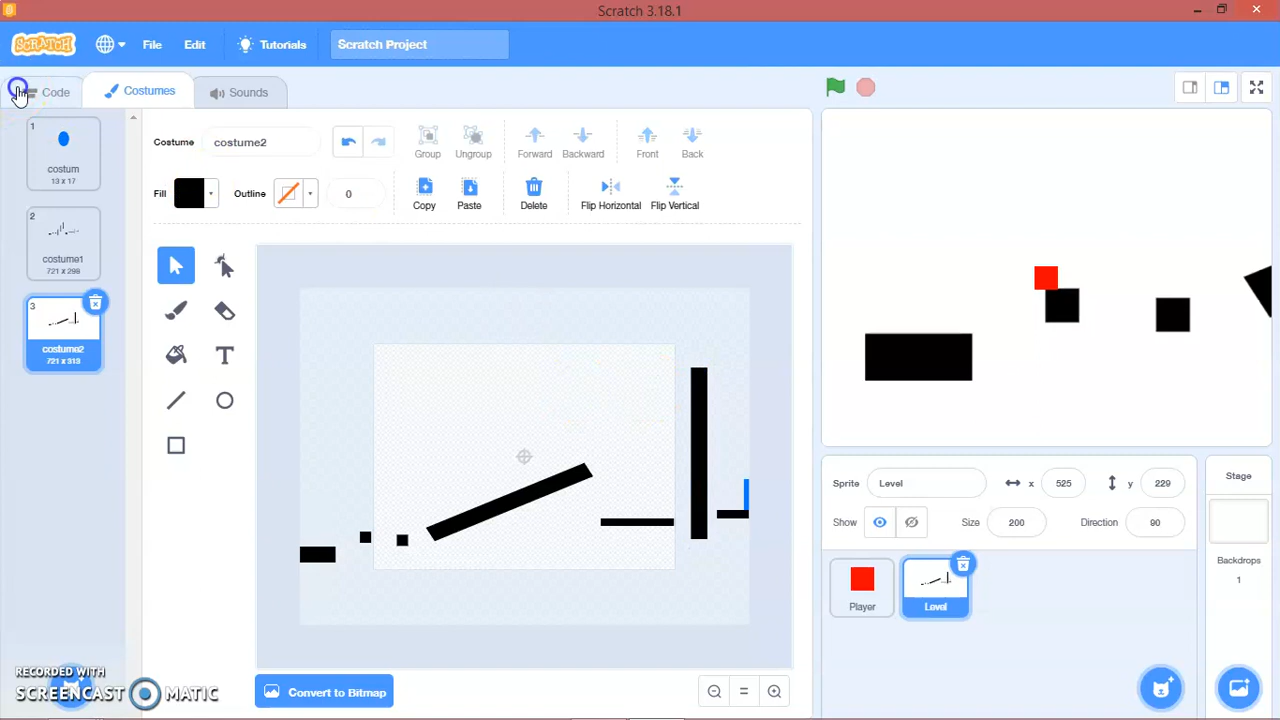 Scratch 3.18.1
SCRATCH File Edit Tutorials Scratch Project
Code Costumes Sounds
1
costum
13 x 17
2
costume1
721 x 298
3
costume2
721 x 313
Costume costume2 Group Ungroup Forward Backward Front Back
Fill Outline 0 Copy Paste Delete Flip Horizontal Flip Vertical
T
Convert to Bitmap
Sprite Level x 525 y 229
Show Size 200 Direction 90
Player
Level
Stage
Backdrops
1
RECORDED WITH
SCREENCAST MATIC